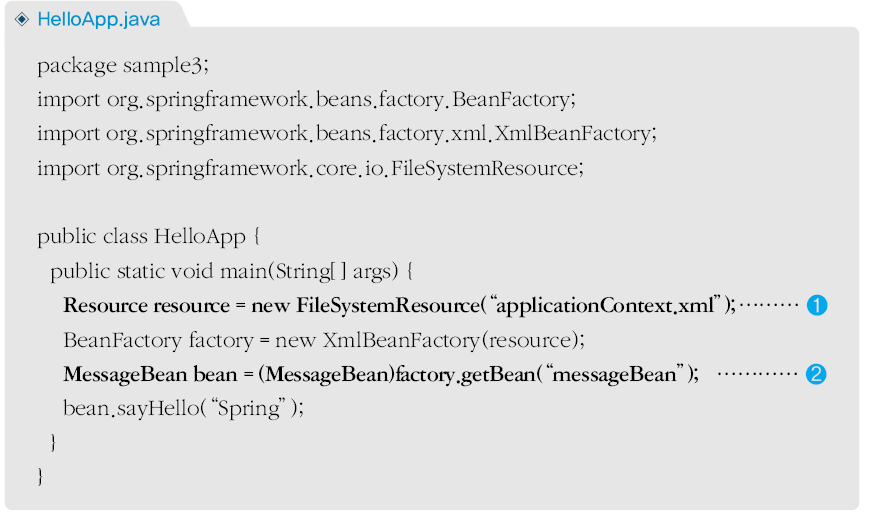 ◈ HelloApp.java
package sample3;
import org.springframework.beans.factory.BeanFactory;
import org.springframework.beans.factory.xml.XmlBeanFactory;
import org.springframework.core.io.FileSystemResource;
public class HelloApp {
public static void main(String[ ] args) {
Resource resource = new FileSystemResource(“applicationContext.xml”);⋯⋯⋯ ❶
BeanFactory factory = new XmlBeanFactory(resource);
MessageBean bean = (MessageBean)factory.getBean(“messageBean”); ⋯⋯⋯⋯ ❷
bean.sayHello(“Spring”);
}
}